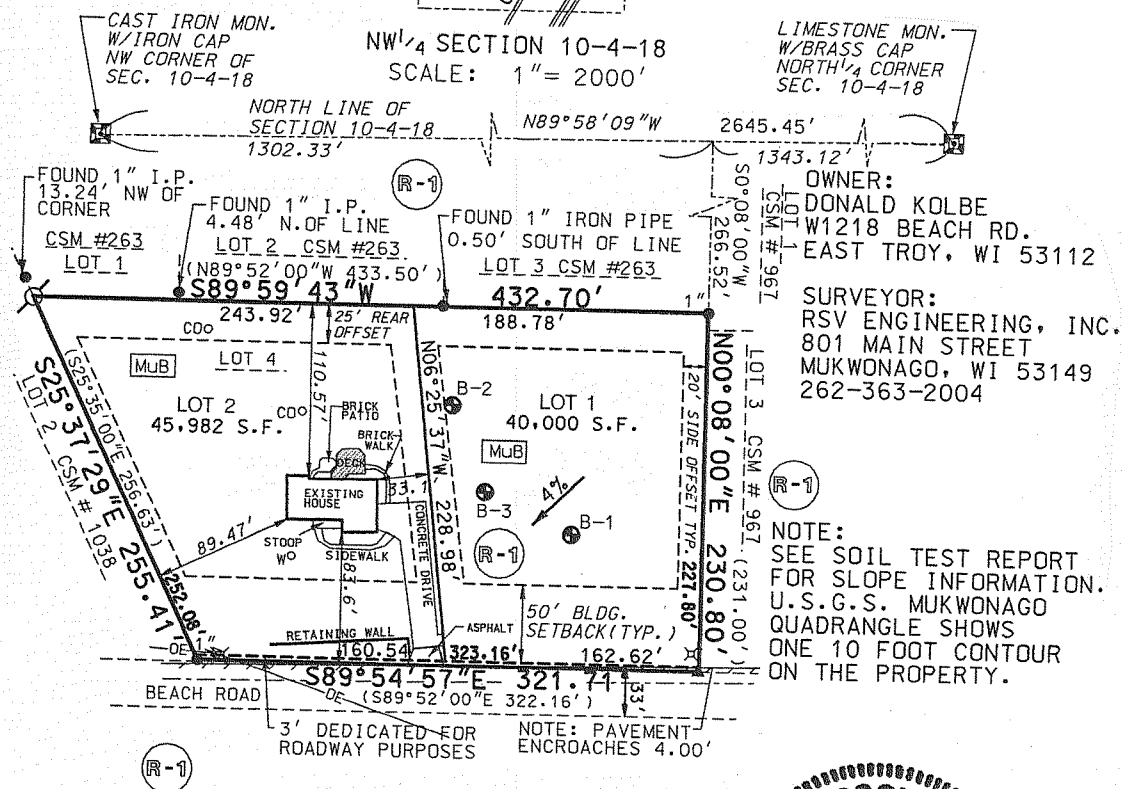 CAST IRON MON.
W/IRON CAP
NW CORNER OF
SEC. 10-4-18
NW1/4 SECTION 10-4-18
SCALE: 1"= 2000'
LIMESTONE MON.
W/BRASS CAP
NORTH1/4 CORNER
SEC. 10-4-18
NORTH LINE OF
SECTION 10-4-18
1302.33'
N89°58'09"W
2645.45'
1343.12'
FOUND 1" I.P.
13.24' NW OF
CORNER
CSM #263
LOT 1
R-1
FOUND 1" I.P.
4.48' N.OF LINE
LOT 2 CSM #263
(N89°52'00"W 433.50')
FOUND 1" IRON PIPE
0.50' SOUTH OF LINE
LOT 3 CSM #263
S0°08'00"W
266.52'
LOT 1
CSM # 967
OWNER:
DONALD KOLBE
W1218 BEACH RD.
EAST TROY, WI 53112
SURVEYOR:
RSV ENGINEERING, INC.
801 MAIN STREET
MUKWONAGO, WI 53149
262-363-2004
S89°59'43"W
432.70'
1"
243.92'
25' REAR
OFFSET
188.78'
CO
MuB
LOT 4
LOT 2
45,982 S.F.
CO
110.57'
BRICK
PATIO
BRICK
WALK
DECK
EXISTING
HOUSE
33.1
STOOP
W
SIDEWALK
83.6'
89.47'
CONCRETE DRIVE
N06°25'37"W 228.98'
B-2
LOT 1
40,000 S.F.
MuB
B-3
4%
B-1
R-1
20' SIDE OFFSET TYP.
227.80'
N00°08'00"E 230.80'
(231.00')
LOT 3 CSM # 967
R-1
NOTE:
SEE SOIL TEST REPORT
FOR SLOPE INFORMATION.
U.S.G.S. MUKWONAGO
QUADRANGLE SHOWS
ONE 10 FOOT CONTOUR
ON THE PROPERTY.
(S25°35'00"E 256.63')
S25°37'29"E 255.41'
LOT 2 CSM # 1038
252.08'
1"
50' BLDG.
SETBACK(TYP.)
RETAINING WALL
ASPHALT
160.54
323.16'
162.62'
OE
S89°54'57"E 321.71'
BEACH ROAD
OE
(S89°52'00"E 322.16')
33'
3' DEDICATED FOR
ROADWAY PURPOSES
NOTE: PAVEMENT
ENCROACHES 4.00'
R-1